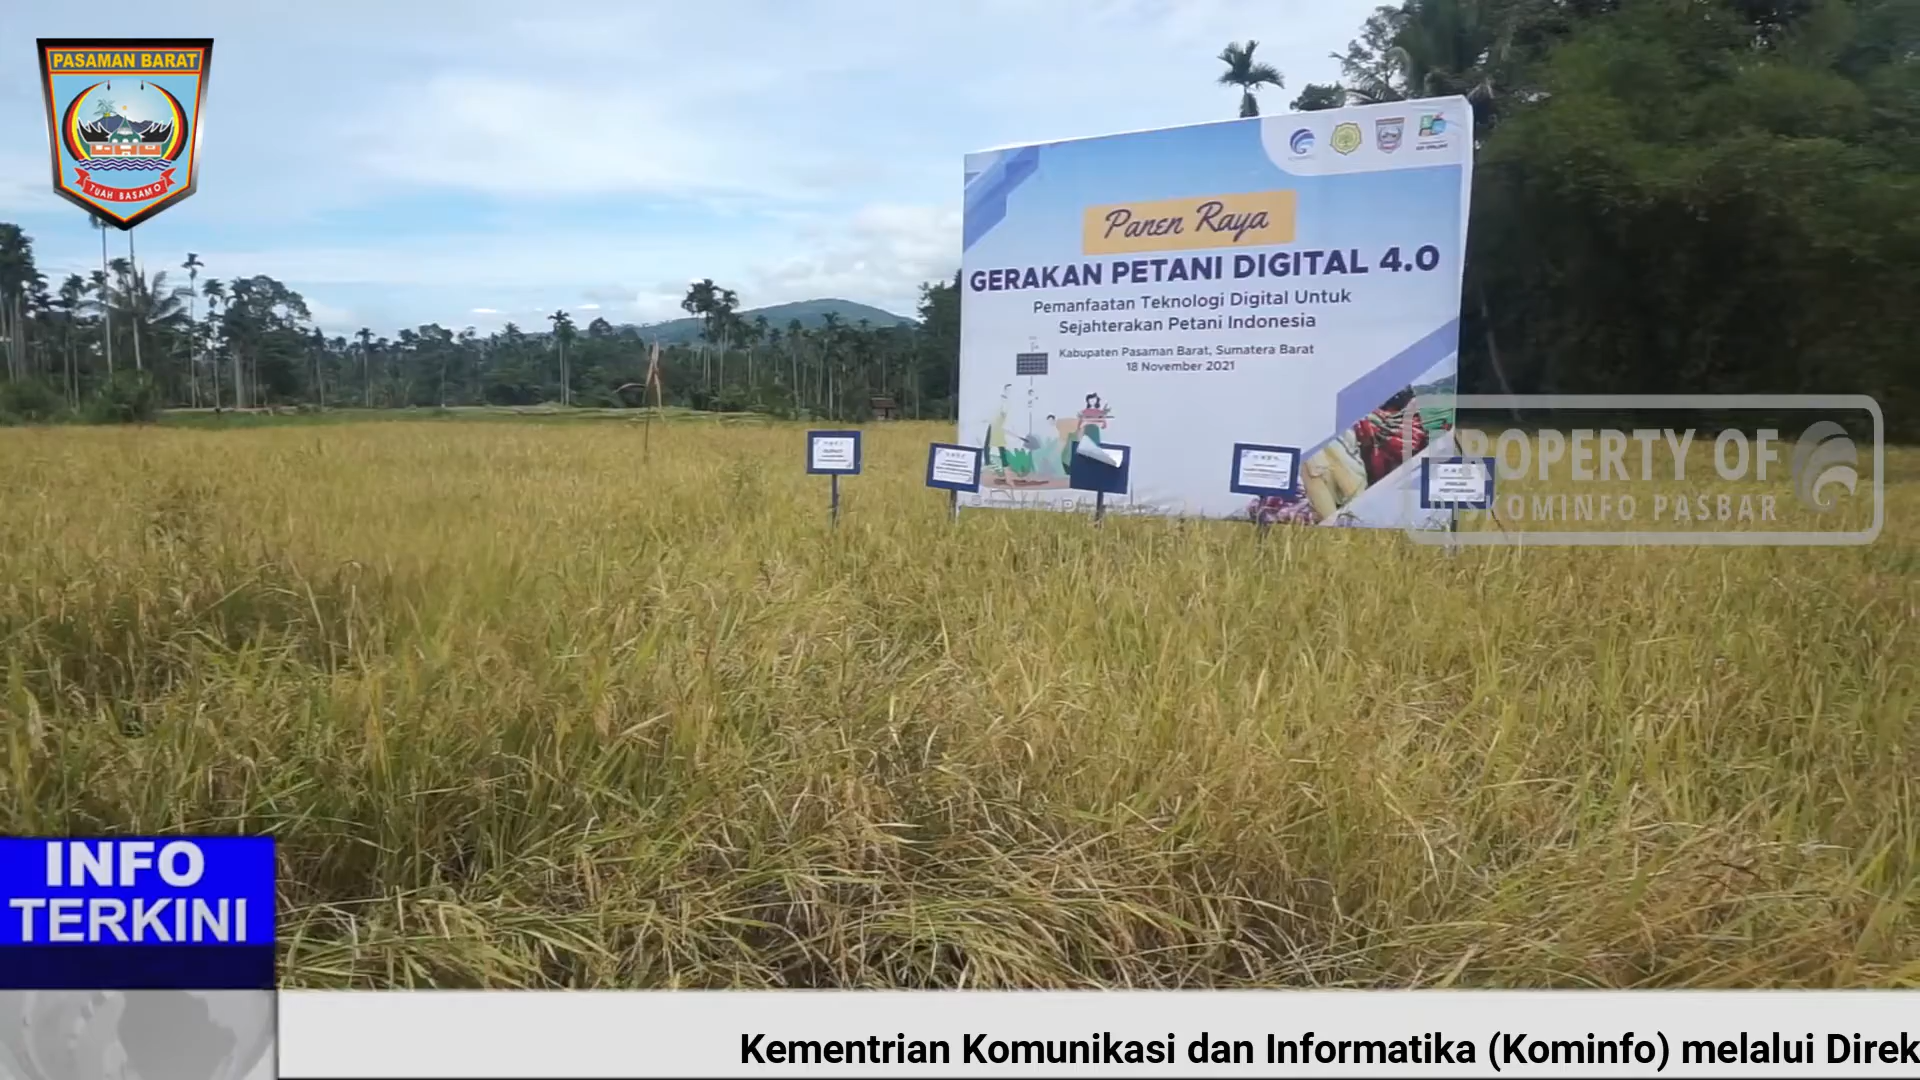 PASAMAN BARAT
TUAH BASAMO
Panen Raya
GERAKAN PETANI DIGITAL 4.0
Pemanfaatan Teknologi Digital Untuk
Sejahterakan Petani Indonesia
Kabupaten Pasaman Barat, Sumatera Barat
18 November 2021
PROPERTY OF
DISKOMINFO PASBAR
INFO
TERKINI
Kementrian Komunikasi dan Informatika (Kominfo) melalui Direk